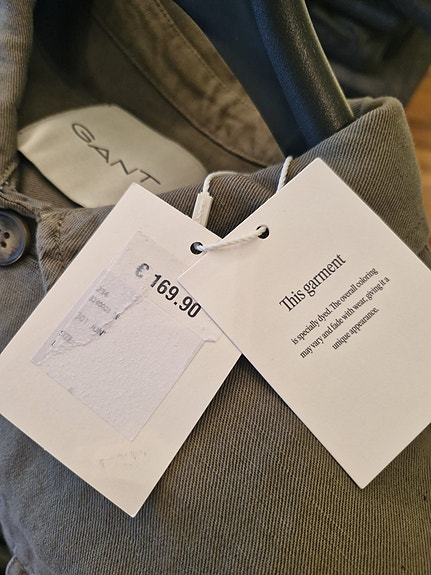 GANT
€ 169.90
This garment
is specially dyed. The overall coloring
may vary and fade with wear, giving it a
unique appearance.